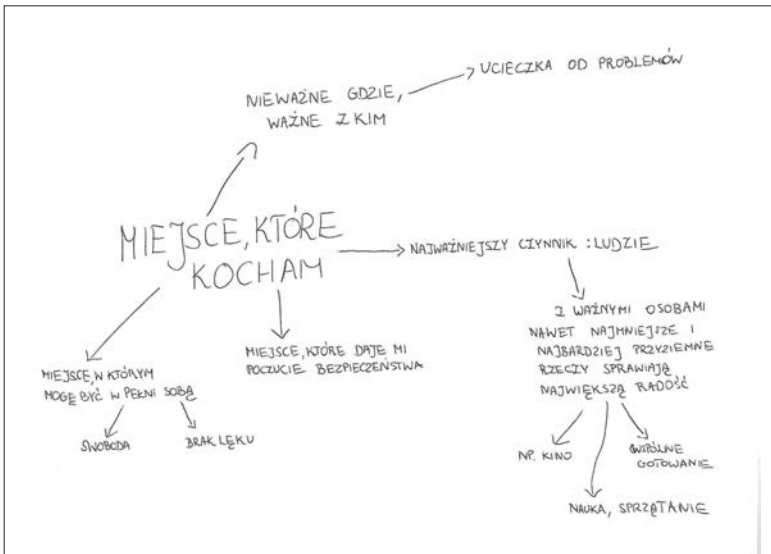 UCIECZKA OD PROBLEMÓW
NIEWAŻNE GDZIE,
WAŻNE Z KIM
MIEJSCE, KTÓRE
KOCHAM
NAJWAŻNIEJSZY CZYNNIK : LUDZIE
Z WAŻNYMI OSOBAMI
NAWET NAJMNIEJSZE I
NAJBARDZIEJ PRZYZIEMNE
RZECZY SPRAWIAJĄ
NAJWIĘKSZĄ RADOŚĆ
MIEJSCE, KTÓRE DAJE MI
POCZUCIE BEZPIECZEŃSTWA
MIEJSCE, W KTÓRYM
MOGĘ BYĆ W PEŁNI SOBĄ
SWOBODA
BRAK LĘKU
NP. KINO
WSPÓLNE
GOTOWANIE
NAUKA, SPRZĄTANIE